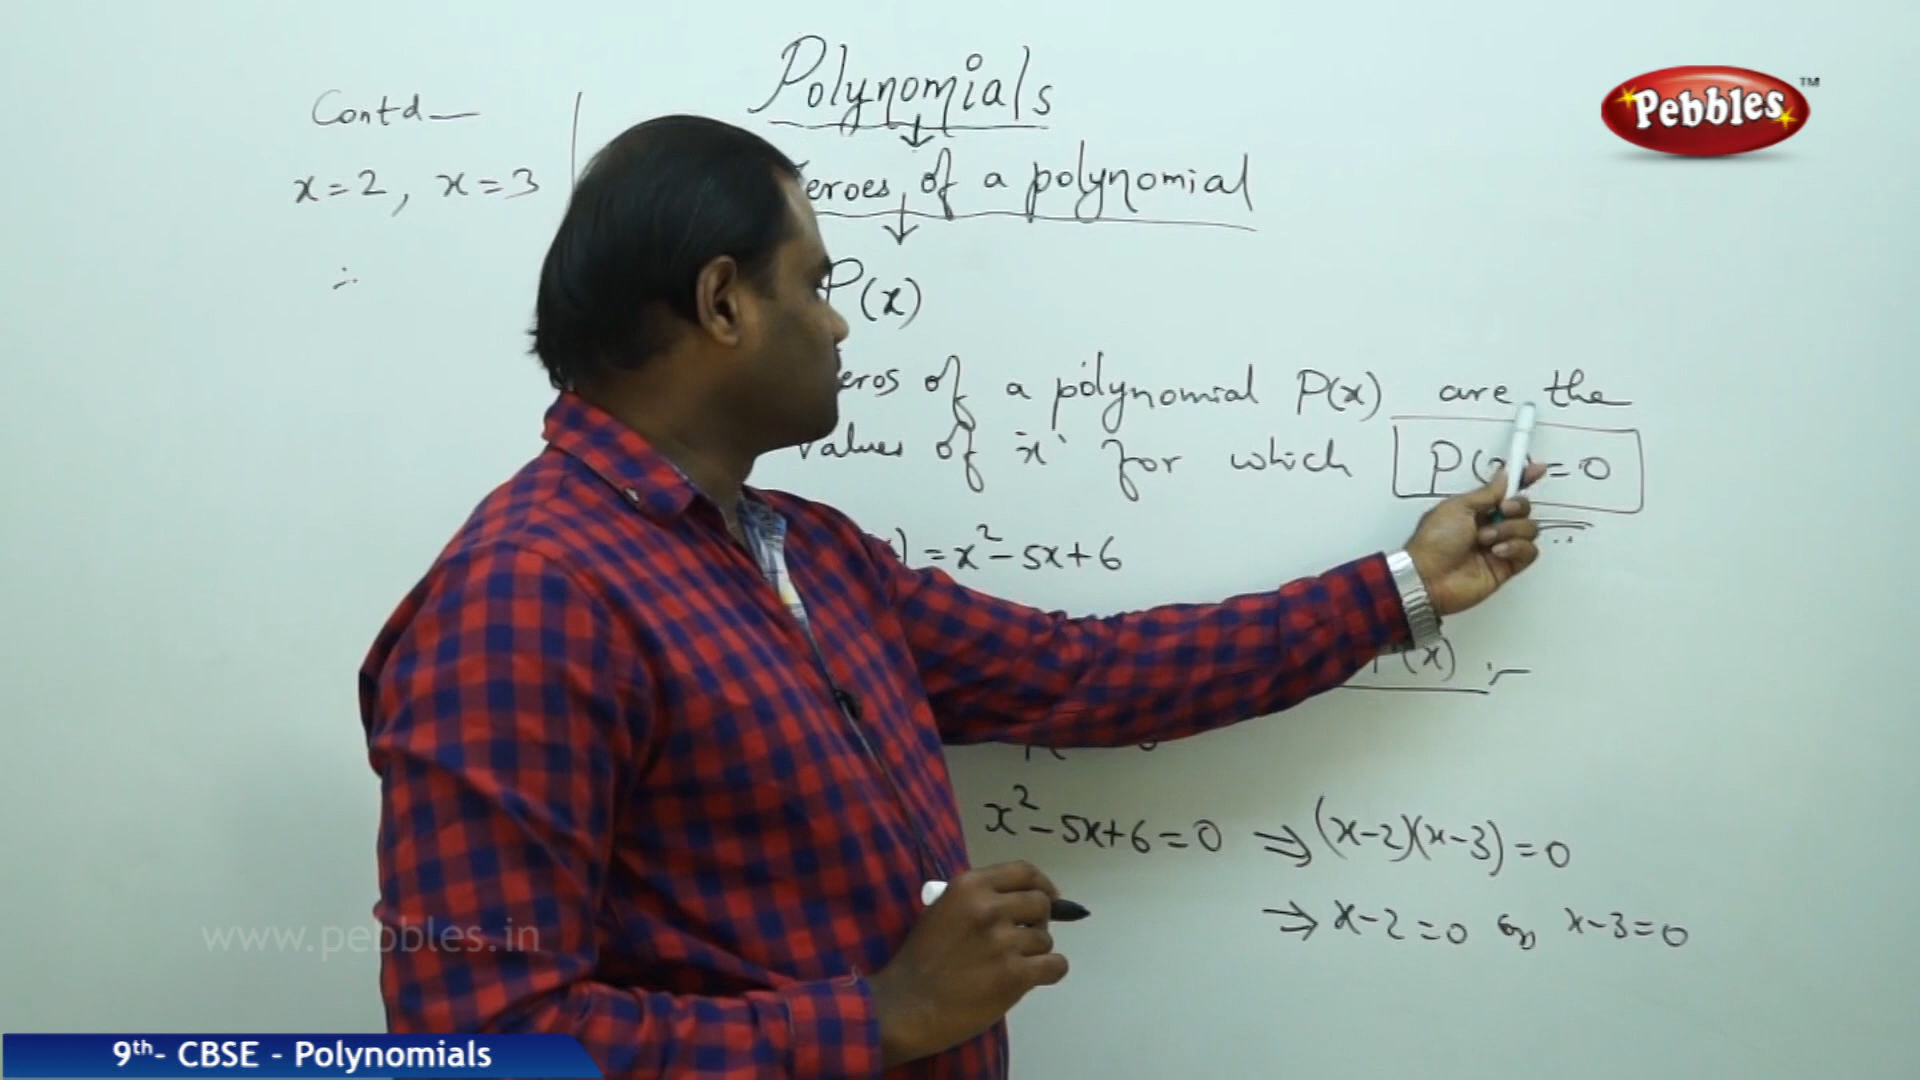 Polynomials
Contd
x=2, x=3
eroes of a polynomial
∴
P(x)
eros of a polynomial P(x) are the
values of 'x' for which P(x)=0
) = x²-5x+6
P(x) :-
x²-5x+6=0 ⇒ (x-2)(x-3)=0
⇒ x-2=0 or x-3=0
Pebbles™
www.pebbles.in
9th- CBSE - Polynomials